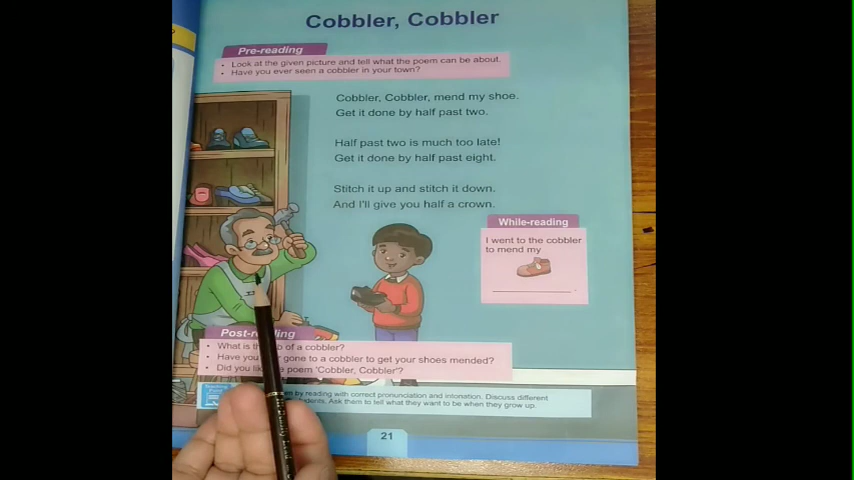 Cobbler, Cobbler
Pre-reading
• Look at the given picture and tell what the poem can be about.
• Have you ever seen a cobbler in your town?
Cobbler, Cobbler, mend my shoe.
Get it done by half past two.
Half past two is much too late!
Get it done by half past eight.
Stitch it up and stitch it down.
And I'll give you half a crown.
While-reading
I went to the cobbler
to mend my
Post-reading
• What is of a cobbler?
• Have you gone to a cobbler to get your shoes mended?
• Did you poem 'Cobbler, Cobbler'?
by reading with correct pronunciation and intonation. Discuss different
Ask them to tell what they want to be when they grow up.
21